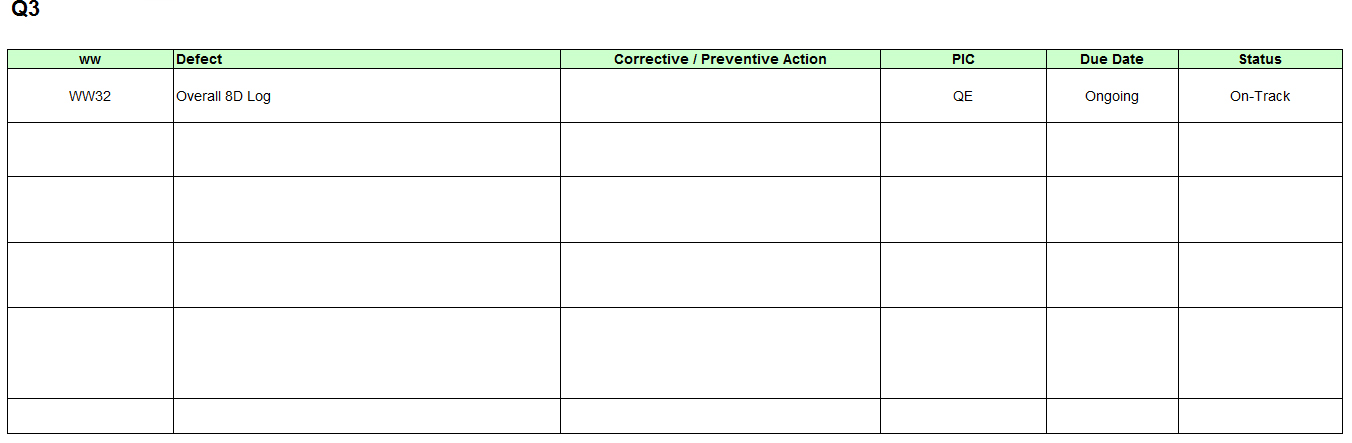 Q3
ww Defect Corrective / Preventive Action PIC Due Date Status
WW32 Overall 8D Log QE Ongoing On-Track